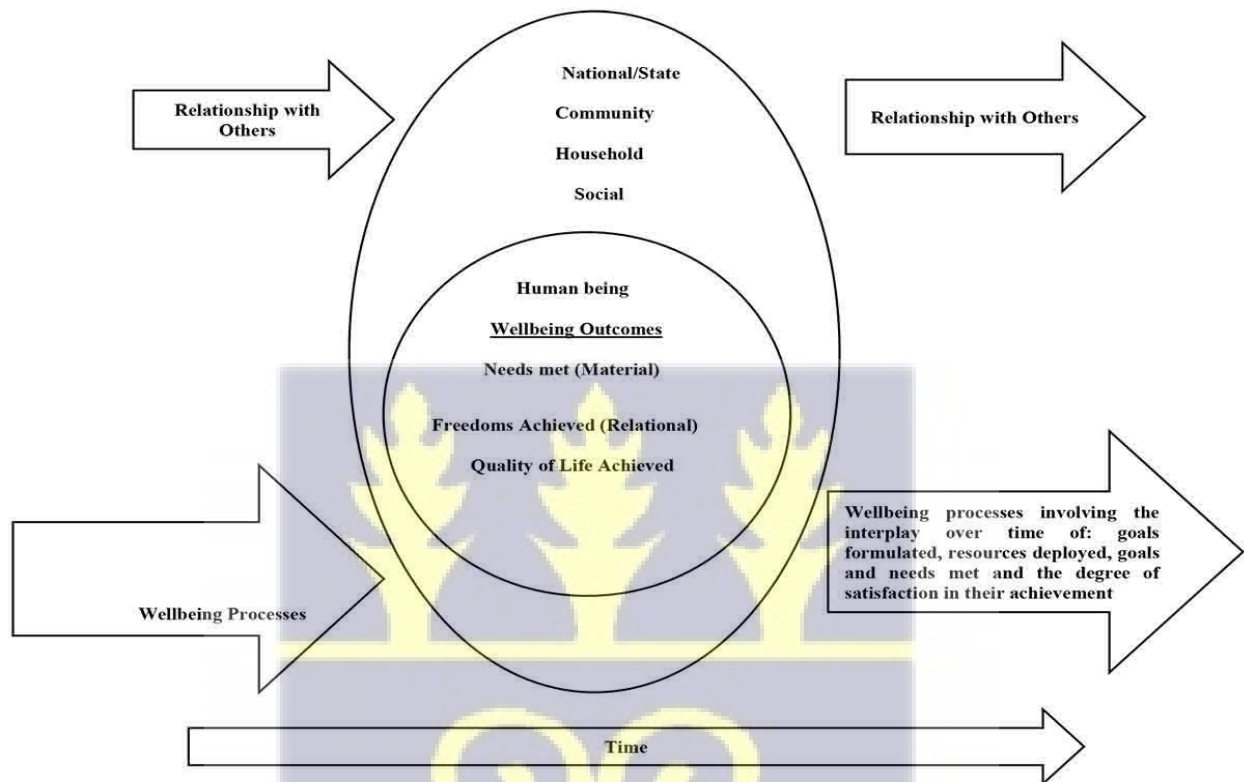 Relationship with
Others
National/State
Community
Household
Social
Relationship with Others
Human being
Wellbeing Outcomes
Needs met (Material)
Freedoms Achieved (Relational)
Quality of Life Achieved
Wellbeing Processes
Wellbeing processes involving the
interplay over time of: goals
formulated, resources deployed, goals
and needs met and the degree of
satisfaction in their achievement
Time